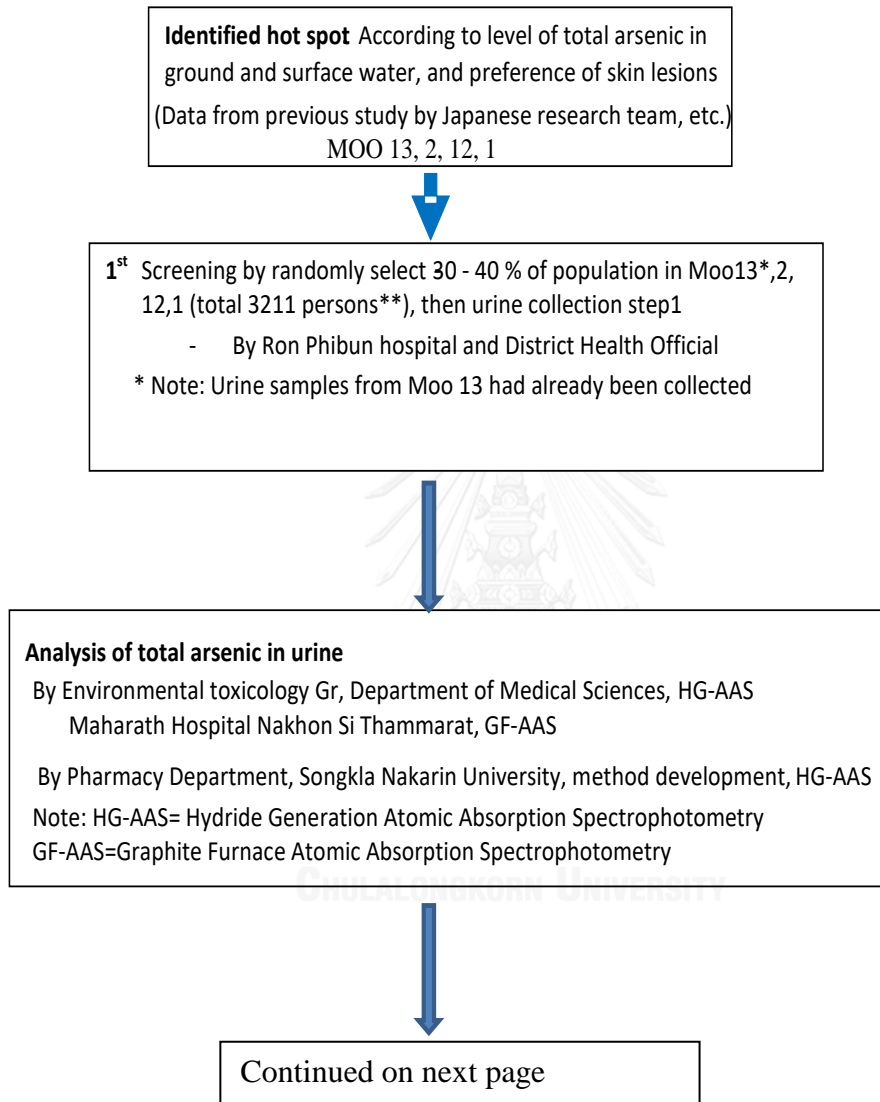 Identified hot spot According to level of total arsenic in
ground and surface water, and preference of skin lesions
(Data from previous study by Japanese research team, etc.)
MOO 13, 2, 12, 1
1st Screening by randomly select 30 - 40 % of population in Moo13*,2,
12,1 (total 3211 persons**), then urine collection step1
- By Ron Phibun hospital and District Health Official
* Note: Urine samples from Moo 13 had already been collected
Analysis of total arsenic in urine
By Environmental toxicology Gr, Department of Medical Sciences, HG-AAS
Maharath Hospital Nakhon Si Thammarat, GF-AAS
By Pharmacy Department, Songkla Nakarin University, method development, HG-AAS
Note: HG-AAS= Hydride Generation Atomic Absorption Spectrophotometry
GF-AAS=Graphite Furnace Atomic Absorption Spectrophotometry
CHULALONGKORN UNIVERSITY
Continued on next page